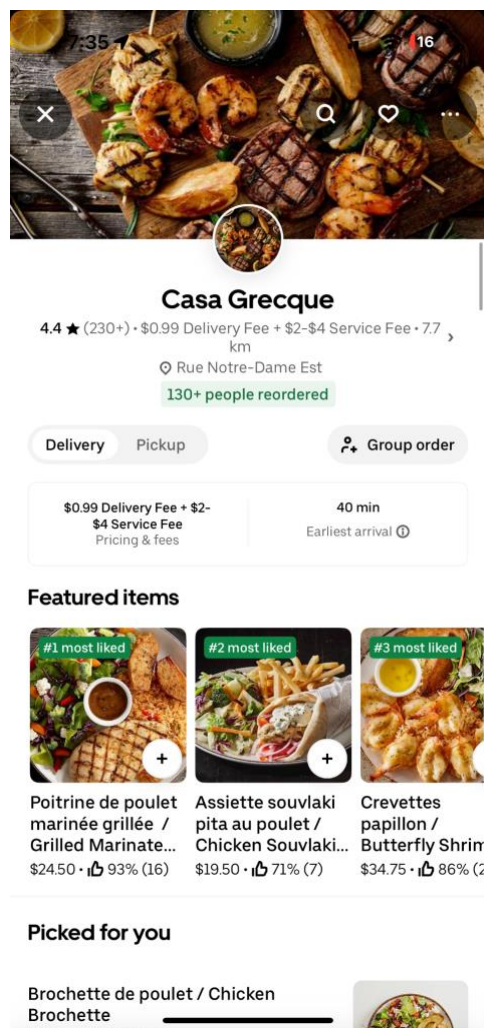 7:35
16
Casa Grecque
4.4 ★ (230+) • $0.99 Delivery Fee + $2-$4 Service Fee • 7.7
km
Rue Notre-Dame Est
130+ people reordered
Delivery
Pickup
Group order
$0.99 Delivery Fee + $2-
$4 Service Fee
Pricing & fees
40 min
Earliest arrival
Featured items
#1 most liked
#2 most liked
#3 most liked
Poitrine de poulet
marinée grillée /
Grilled Marinate...
$24.50 • 93% (16)
Assiette souvlaki
pita au poulet /
Chicken Souvlaki...
$19.50 • 71% (7)
Crevettes
papillon /
Butterfly Shrim
$34.75 • 86% (2
Picked for you
Brochette de poulet / Chicken
Brochette